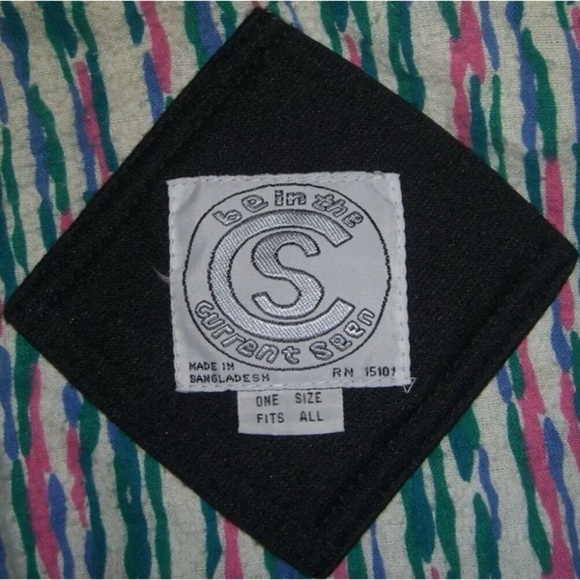 be in the
CS
current seen
MADE IN
BANGLADESH
RN 15101
ONE SIZE
FITS ALL